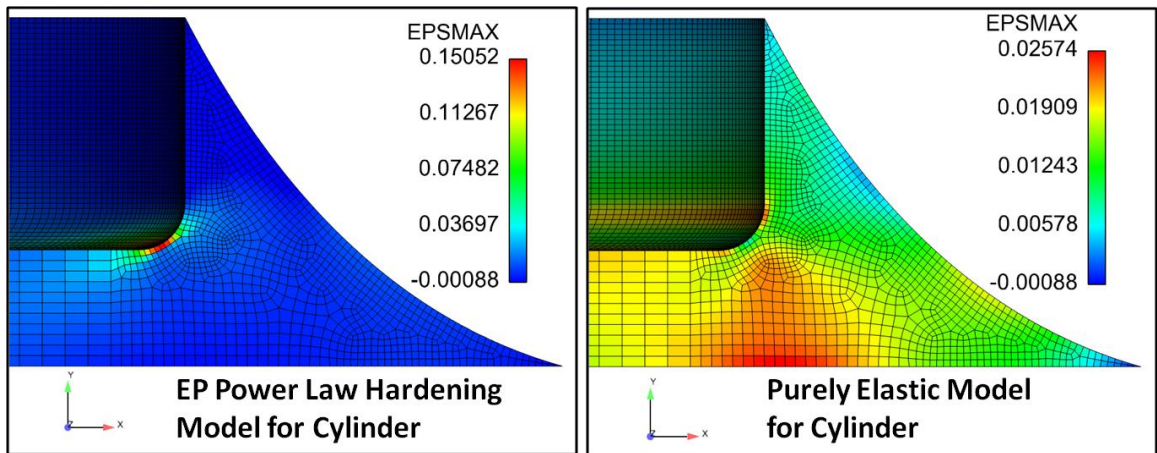 EPSMAX
0.15052
0.11267
0.07482
0.03697
-0.00088
Y
Z
X
EP Power Law Hardening
Model for Cylinder
EPSMAX
0.02574
0.01909
0.01243
0.00578
-0.00088
Y
Z
X
Purely Elastic Model
for Cylinder